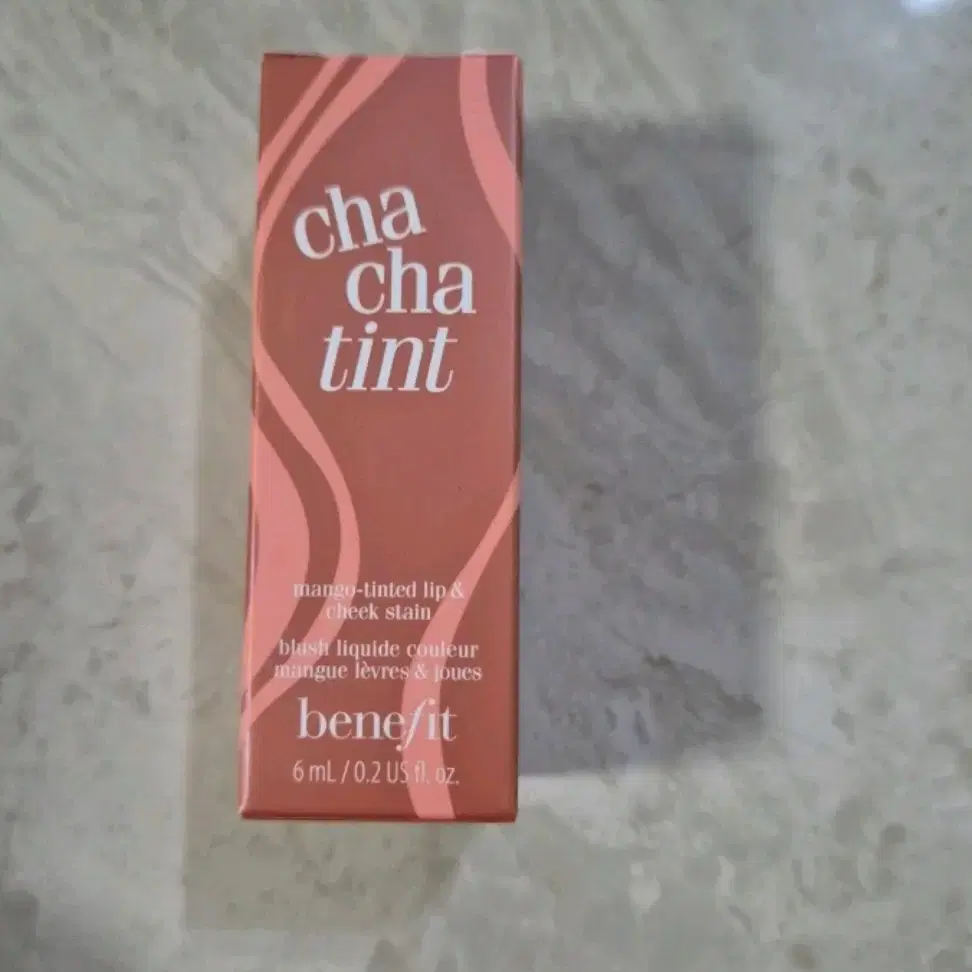 cha
cha
tint
mango-tinted lip &
cheek stain
blush liquide couleur
mangue lèvres & joues
benefit
6 mL / 0.2 US fl. oz.